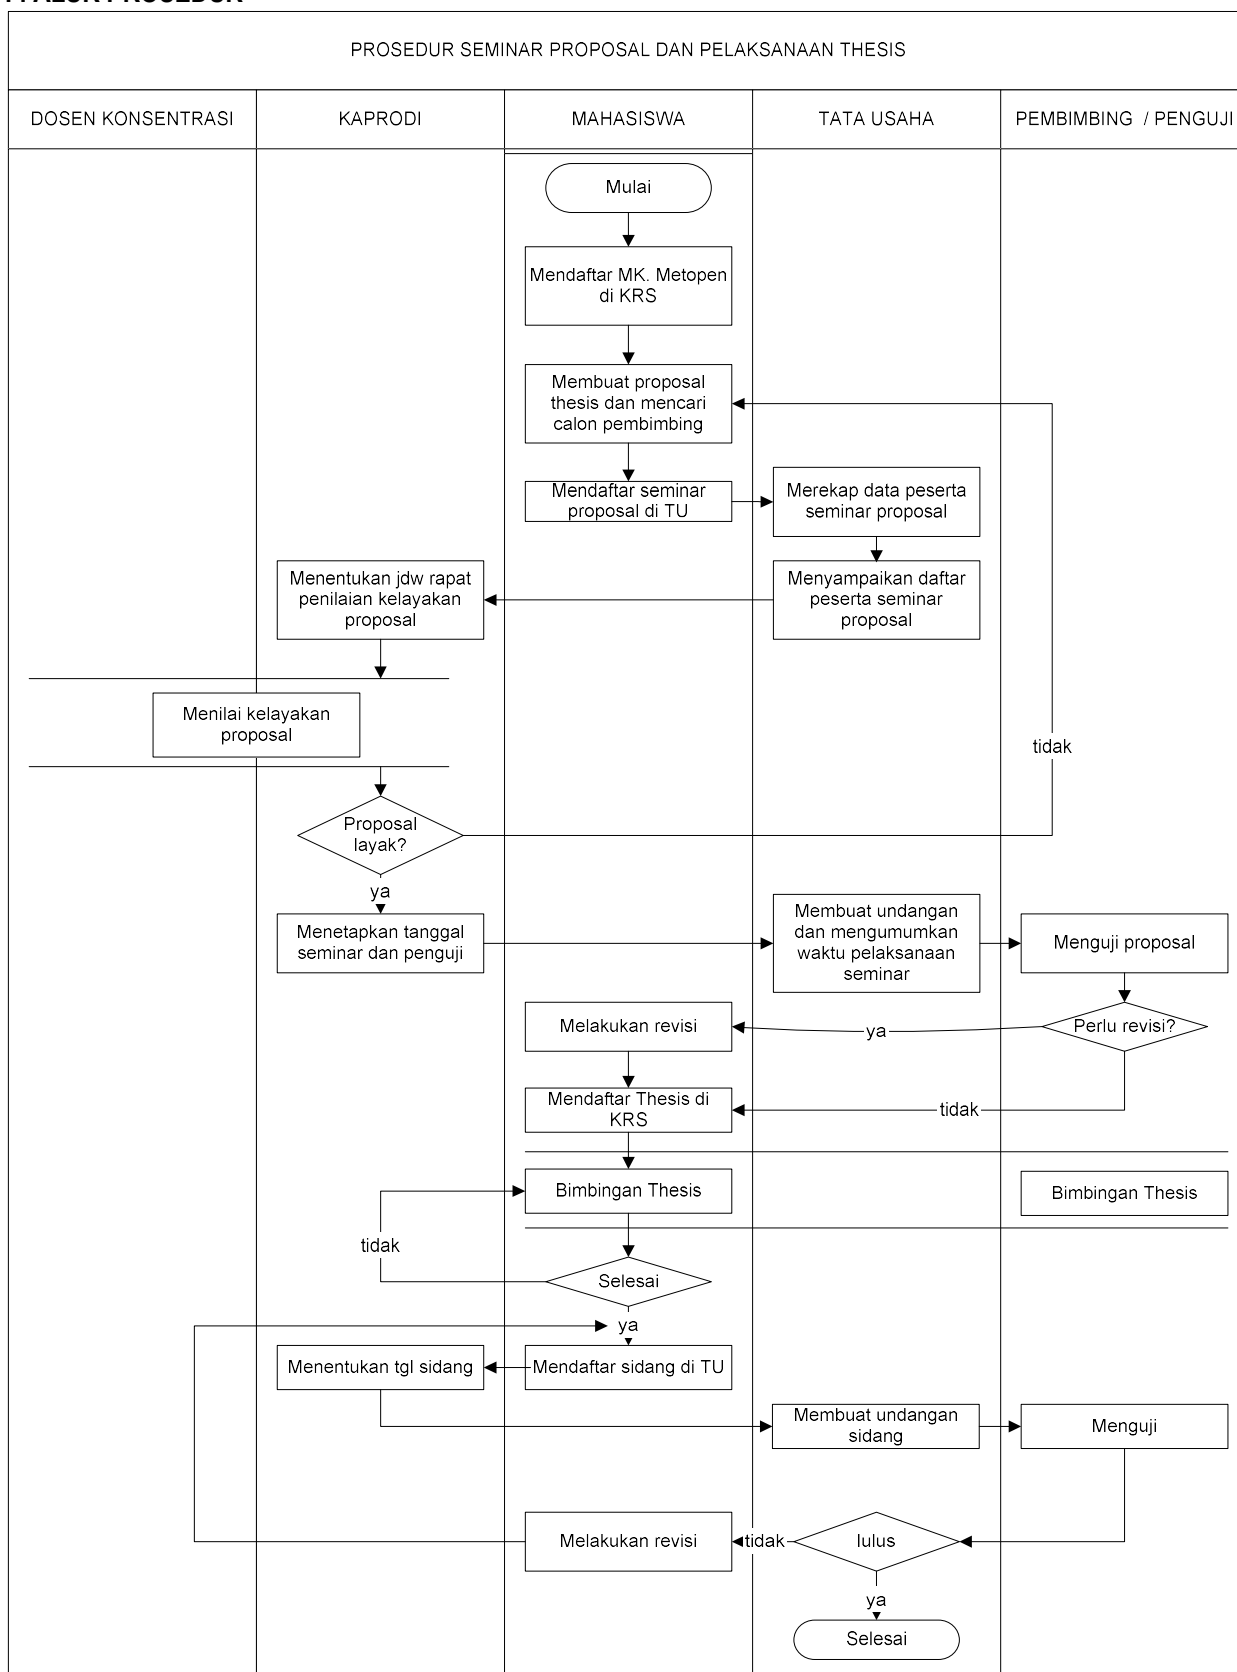 PROSEDUR SEMINAR PROPOSAL DAN PELAKSANAAN THESIS
DOSEN KONSENTRASI
KAPRODI
MAHASISWA
TATA USAHA
PEMBIMBING / PENGUJI
Mulai
Mendaftar MK. Metopen
di KRS
Membuat proposal
thesis dan mencari
calon pembimbing
Mendaftar seminar
proposal di TU
Merekap data peserta
seminar proposal
Menyampaikan daftar
peserta seminar
proposal
Menentukan jdw rapat
penilaian kelayakan
proposal
Menilai kelayakan
proposal
tidak
Proposal
layak?
ya
Menetapkan tanggal
seminar dan penguji
Membuat undangan
dan mengumumkan
waktu pelaksanaan
seminar
Menguji proposal
Perlu revisi?
ya
Melakukan revisi
tidak
Mendaftar Thesis di
KRS
Bimbingan Thesis
Bimbingan Thesis
tidak
Selesai
ya
Mendaftar sidang di TU
Menentukan tgl sidang
Membuat undangan
sidang
Menguji
lulus
tidak
Melakukan revisi
ya
Selesai